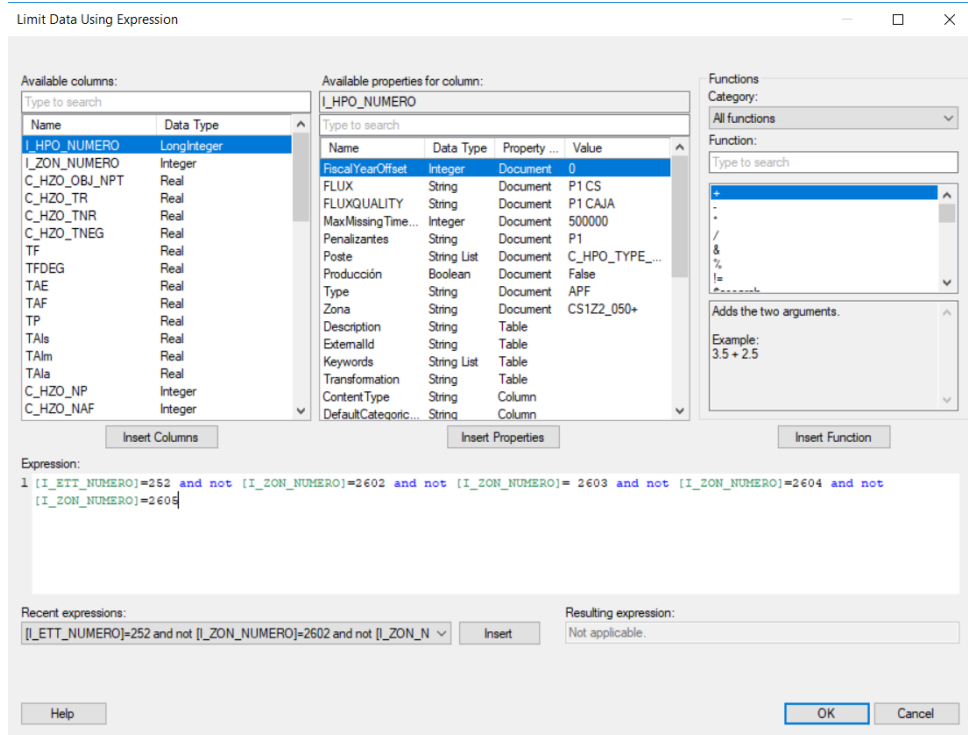 Limit Data Using Expression
Available columns:
Type to search
Name Data Type
I_HPO_NUMERO LongInteger
I_ZON_NUMERO Integer
C_HZO_OBJ_NPT Real
C_HZO_TR Real
C_HZO_TNR Real
C_HZO_TNEG Real
TF Real
TFDEG Real
TAE Real
TAF Real
TP Real
TAIs Real
TAIm Real
TAIa Real
C_HZO_NP Integer
C_HZO_NAF Integer
Insert Columns
Available properties for column:
I_HPO_NUMERO
Type to search
Name Data Type Property ... Value
FiscalYearOffset Integer Document 0
FLUX String Document P1 CS
FLUXQUALITY String Document P1 CAJA
MaxMissingTime... Integer Document 500000
Penalizantes String Document P1
Poste String List Document C_HPO_TYPE_...
Producción Boolean Document False
Type String Document APF
Zona String Document CS1Z2_050+
Description String Table
ExternalId String Table
Keywords String List Table
Transformation String Table
ContentType String Column
DefaultCategoric... String Column
Insert Properties
Functions
Category:
All functions
Function:
Type to search
+
-
*
/
&
%
!=
Adds the two arguments.
Example:
3.5 + 2.5
Insert Function
Expression:
1 [I_ETT_NUMERO]=252 and not [I_ZON_NUMERO]=2602 and not [I_ZON_NUMERO]= 2603 and not [I_ZON_NUMERO]=2604 and not
[I_ZON_NUMERO]=2605
Recent expressions:
[I_ETT_NUMERO]=252 and not [I_ZON_NUMERO]=2602 and not [I_ZON_N
Insert
Resulting expression:
Not applicable.
Help
OK
Cancel